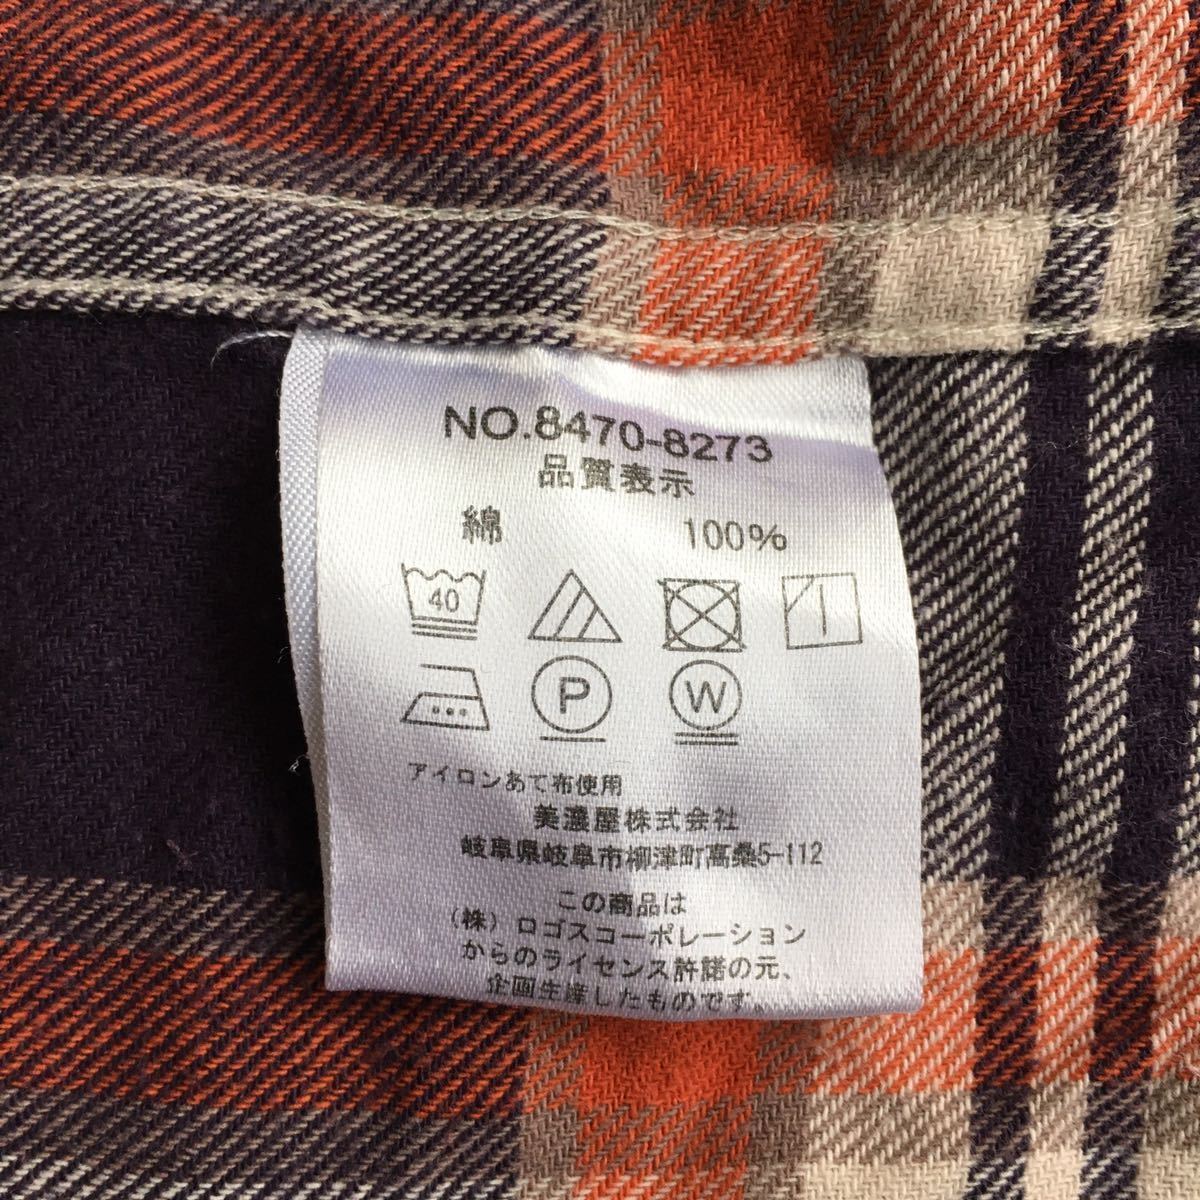 NO.8470-8273
品質表示
綿 100%
40
P W
アイロンあて布使用
美濃屋株式会社
岐阜県岐阜市柳津町高桑5-112
この商品は
(株) ロゴスコーポレーション
からのライセンス許諾の元、
企画生産したものです。